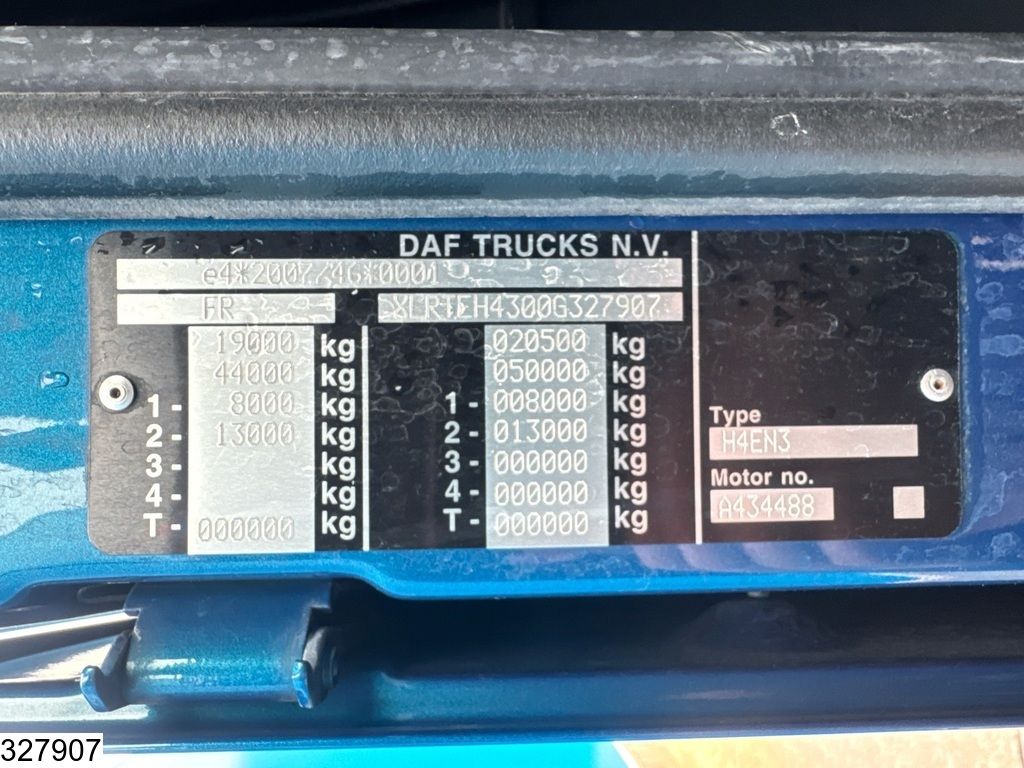 DAF TRUCKS N.V.
e4*2007/46*0001
FR XLRTEH4300G327907
19000 kg 020500 kg
44000 kg 050000 kg
1- 8000 kg 1- 008000 kg
2- 13000 kg 2- 013000 kg
3- kg 3- 000000 kg
4- kg 4- 000000 kg
T- 000000 kg T- 000000 kg
Type
H4EN3
Motor no.
A434488
327907